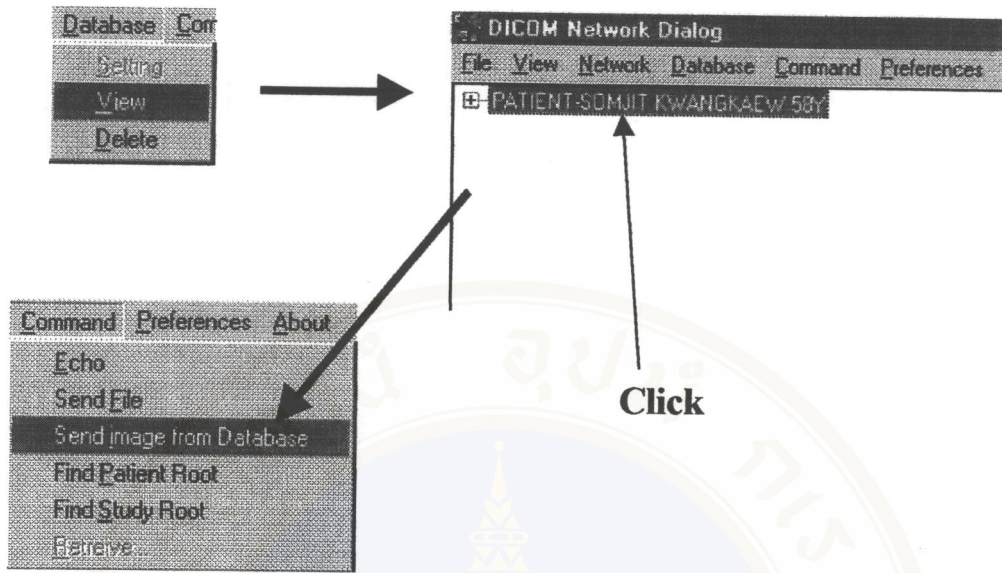 Database Com
Setting
View
Delete
DICOM Network Dialog
File View Network Database Command Preferences
PATIENT-SOMJIT KWANGKAEW 58Y
Click
Command Preferences About
Echo
Send File
Send image from Database
Find Patient Root
Find Study Root
Retreive...